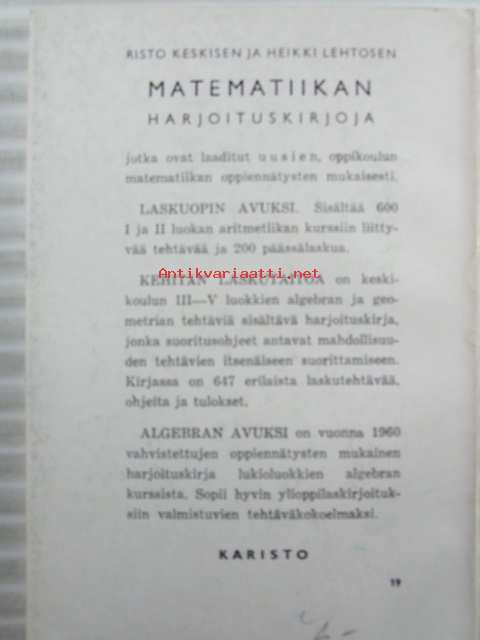 RISTO KESKISEN JA HEIKKI LEHTOSEN
MATEMATIIKAN
HARJOITUSKIRJOJA
jotka ovat laaditut uusien, oppikoulun
matematiikan oppiennätysten mukaisesti.
LASKUOPIN AVUKSI. Sisältää 600
I ja II luokan aritmetiikan kurssiin liitty-
vää tehtävää ja 200 päässälaskua.
Antikvariaatti.net
KEHITÄN LASKUTAITOA on keski-
koulun III—V luokkien algebran ja geo-
metrian tehtäviä sisältävä harjoituskirja,
jonka suoritusohjeet antavat mahdollisuu-
den tehtävien itsenäiseen suorittamiseen.
Kirjassa on 647 erilaista laskutehtävää,
ohjeita ja tulokset.
ALGEBRAN AVUKSI on vuonna 1960
vahvistettujen oppiennätysten mukainen
harjoituskirja lukioluokkien algebran
kurssista. Sopii hyvin ylioppilaskirjoituk-
siin valmistuvien tehtäväkokoelmaksi.
KARISTO
19